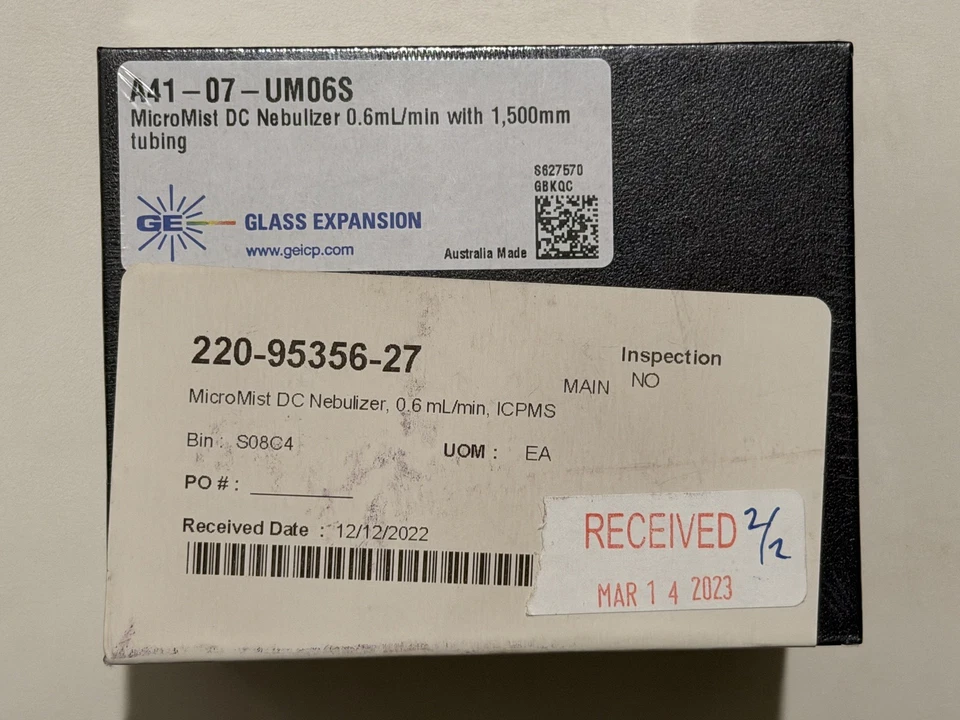 A41-07-UM06S
MicroMist DC Nebulizer 0.6mL/min with 1,500mm
tubing
S627570
GBKQC
GE GLASS EXPANSION
www.geicp.com
Australia Made
220-95356-27
Inspection
MAIN NO
MicroMist DC Nebulizer, 0.6 mL/min, ICPMS
Bin : S08C4
UOM : EA
PO # :
Received Date : 12/12/2022
RECEIVED 2/2
MAR 14 2023